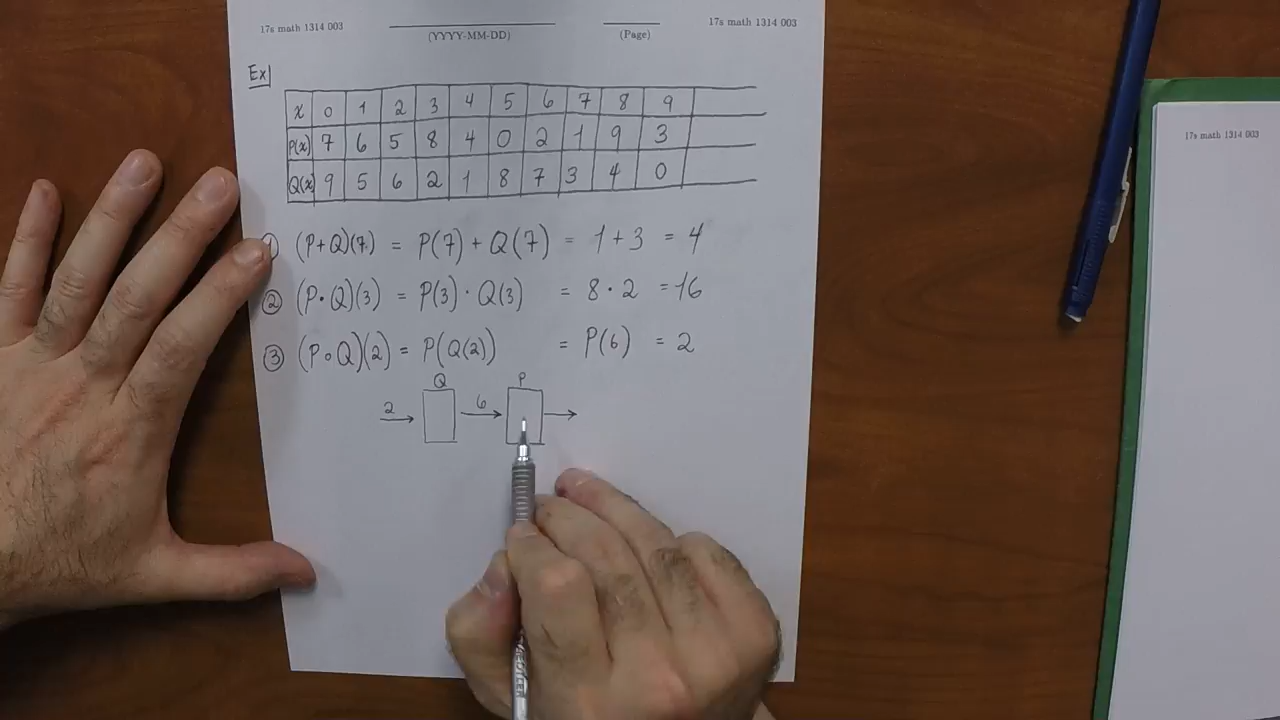 17s math 1314 003 (YYYY-MM-DD) (Page) 17s math 1314 003
Ex
x 0 1 2 3 4 5 6 7 8 9
P(x) 7 6 5 8 4 0 2 1 9 3
Q(x) 9 5 6 2 1 8 7 3 4 0
① (P+Q)(7) = P(7) + Q(7) = 1+3 = 4
② (P·Q)(3) = P(3) · Q(3) = 8·2 = 16
③ (P∘Q)(2) = P(Q(2)) = P(6) = 2
Q P
2 → 6 → →
17s math 1314 003